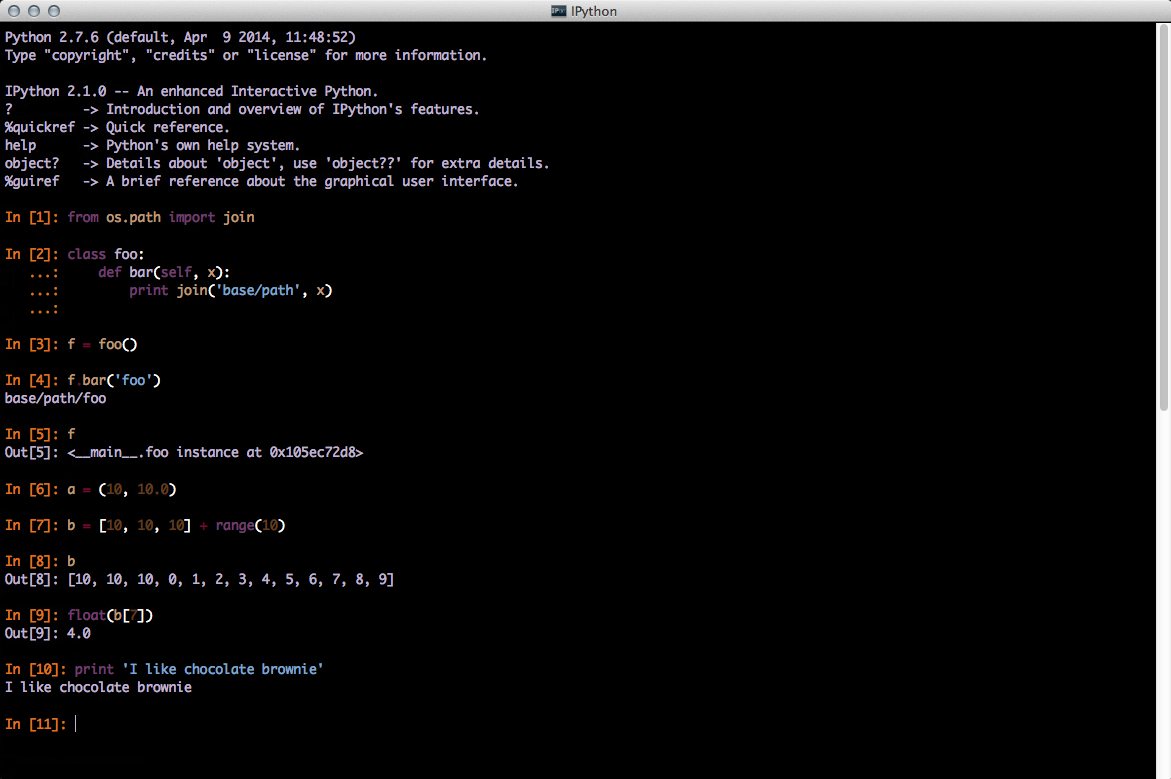 IPython
Python 2.7.6 (default, Apr  9 2014, 11:48:52)
Type "copyright", "credits" or "license" for more information.

IPython 2.1.0 -- An enhanced Interactive Python.
?         -> Introduction and overview of IPython's features.
%quickref -> Quick reference.
help      -> Python's own help system.
object?   -> Details about 'object', use 'object??' for extra details.
%guiref   -> A brief reference about the graphical user interface.

In [1]: from os.path import join

In [2]: class foo:
   ...:     def bar(self, x):
   ...:         print join('base/path', x)
   ...:

In [3]: f = foo()

In [4]: f.bar('foo')
base/path/foo

In [5]: f
Out[5]: <__main__.foo instance at 0x105ec72d8>

In [6]: a = (10, 10.0)

In [7]: b = [10, 10, 10] + range(10)

In [8]: b
Out[8]: [10, 10, 10, 0, 1, 2, 3, 4, 5, 6, 7, 8, 9]

In [9]: float(b[7])
Out[9]: 4.0

In [10]: print 'I like chocolate brownie'
I like chocolate brownie

In [11]: